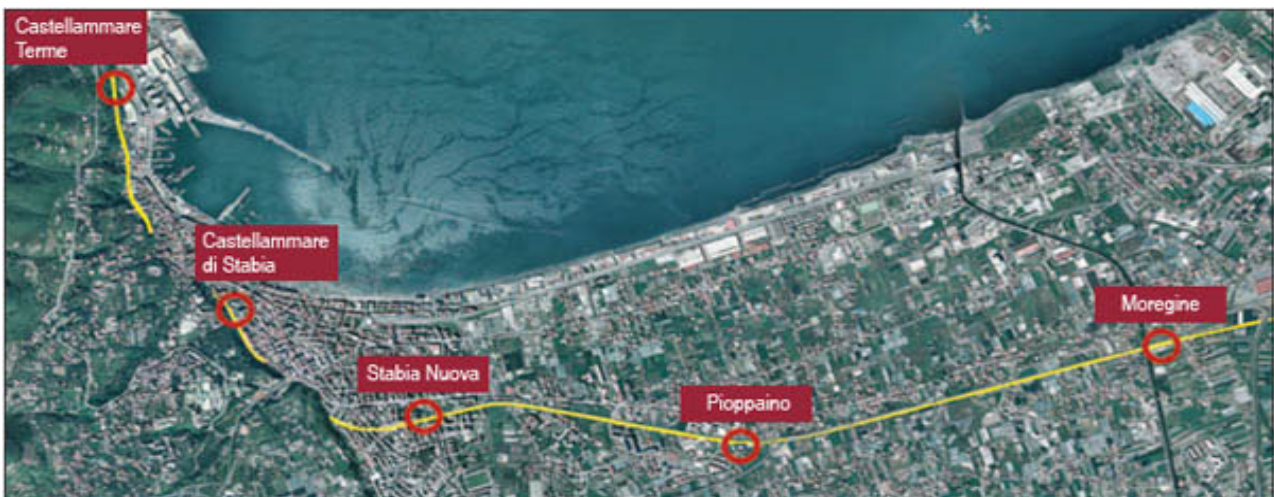 Castellammare
Terme
Castellammare
di Stabia
Stabia Nuova
Pioppaino
Moregine